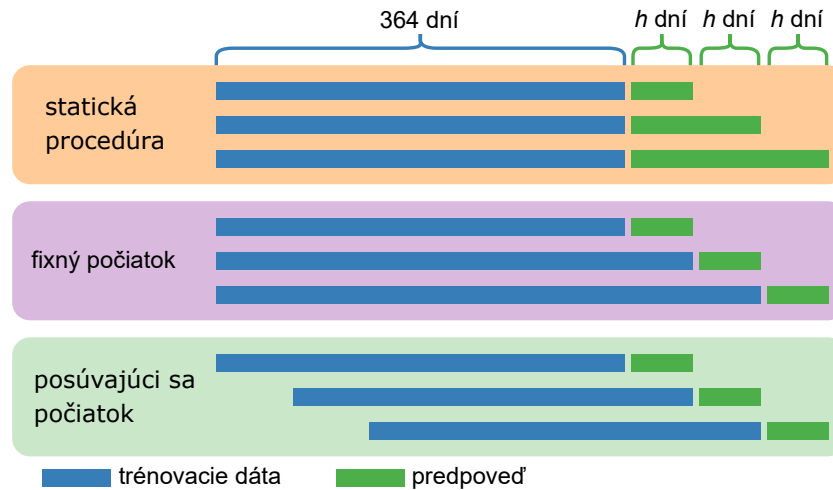 364 dní h dní h dní h dní
statická
procedúra
fixný počiatok
posúvajúci sa
počiatok
trénovacie dáta predpoveď